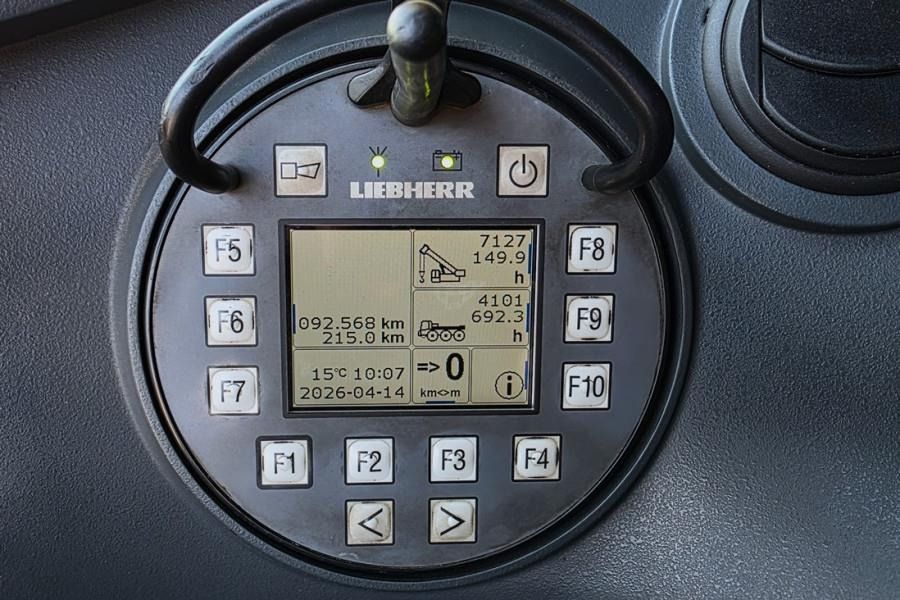 LIEBHERR
F5
F6
F7
F8
F9
F10
7127
149.9
h
4101
692.3
h
092.568 km
215.0 km
15°C 10:07
2026-04-14
=>0
km<>m
i
F1
F2
F3
F4
<
>